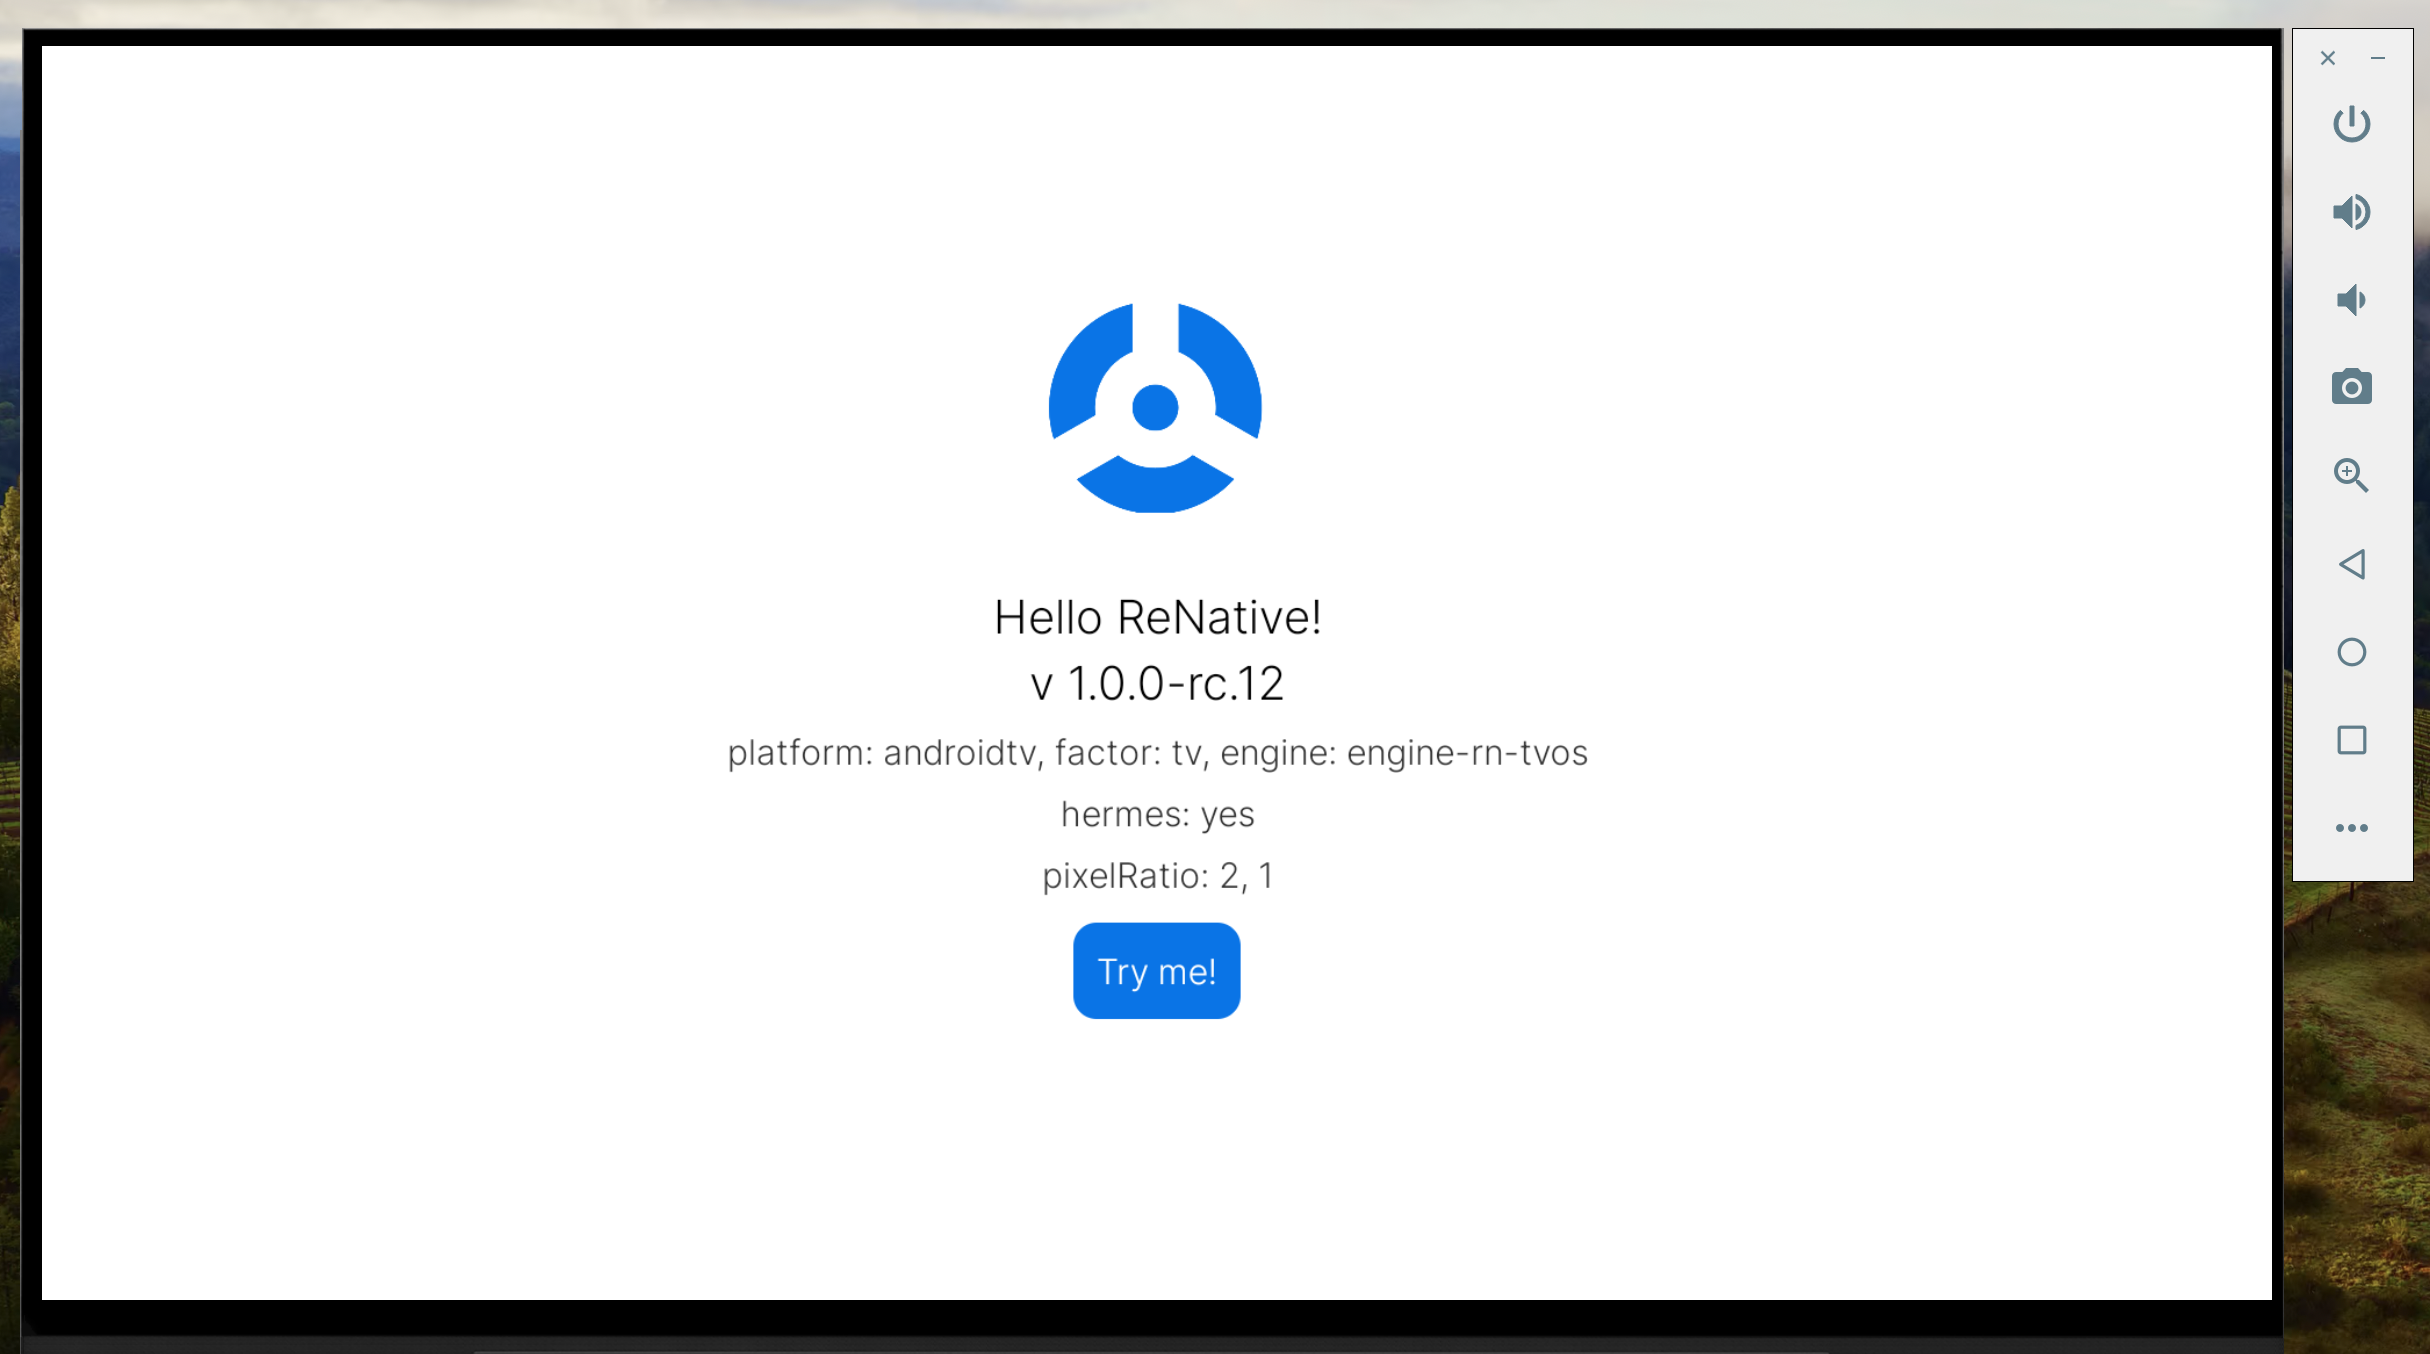 Hello ReNative!
v 1.0.0-rc.12
platform: androidtv, factor: tv, engine: engine-rn-tvos
hermes: yes
pixelRatio: 2, 1
Try me!